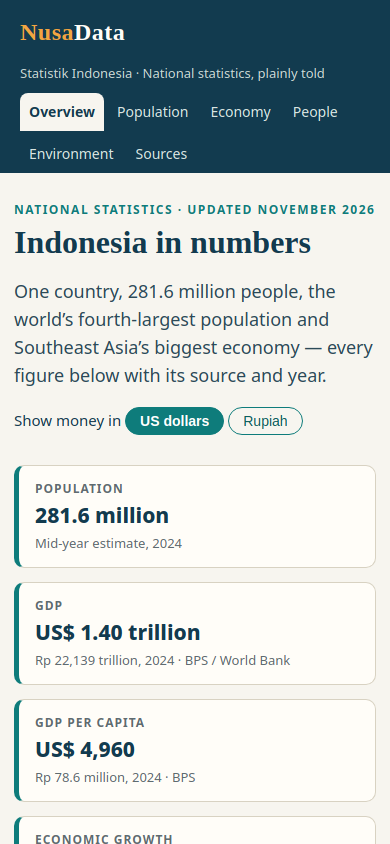 NusaData
Statistik Indonesia · National statistics, plainly told
Overview Population Economy People
Environment Sources
NATIONAL STATISTICS · UPDATED NOVEMBER 2026
Indonesia in numbers
One country, 281.6 million people, the
world’s fourth-largest population and
Southeast Asia’s biggest economy — every
figure below with its source and year.
Show money in US dollars Rupiah
POPULATION
281.6 million
Mid-year estimate, 2024
GDP
US$ 1.40 trillion
Rp 22,139 trillion, 2024 · BPS / World Bank
GDP PER CAPITA
US$ 4,960
Rp 78.6 million, 2024 · BPS
ECONOMIC GROWTH